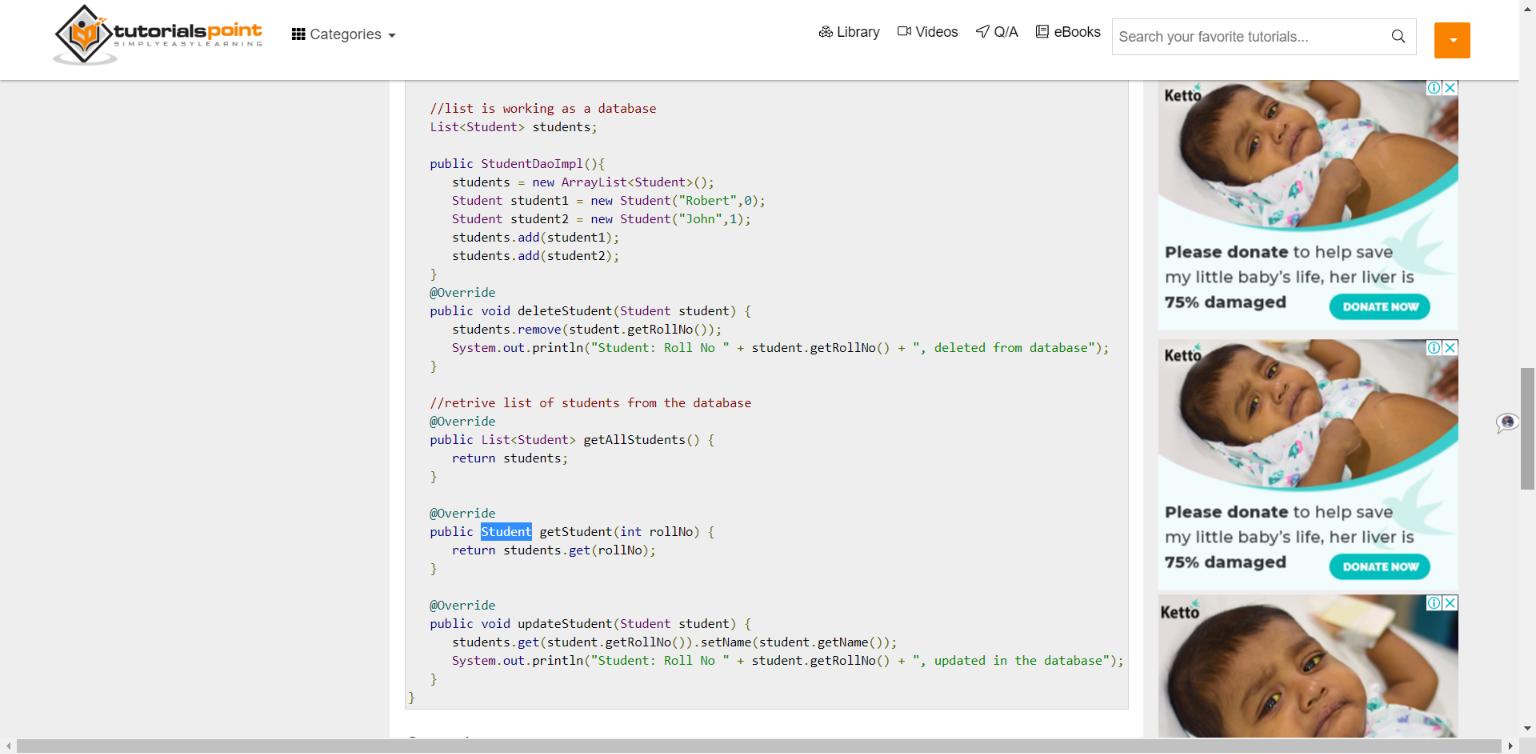 tutorialspoint
SIMPLYEASYLEARNING
Categories
Library
Videos
Q/A
eBooks
Search your favorite tutorials...
//list is working as a database
List<Student> students;
public StudentDaoImpl(){
students = new ArrayList<Student>();
Student student1 = new Student("Robert",0);
Student student2 = new Student("John",1);
students.add(student1);
students.add(student2);
}
@Override
public void deleteStudent(Student student) {
students.remove(student.getRollNo());
System.out.println("Student: Roll No " + student.getRollNo() + ", deleted from database");
}
//retrive list of students from the database
@Override
public List<Student> getAllStudents() {
return students;
}
@Override
public Student getStudent(int rollNo) {
return students.get(rollNo);
}
@Override
public void updateStudent(Student student) {
students.get(student.getRollNo()).setName(student.getName());
System.out.println("Student: Roll No " + student.getRollNo() + ", updated in the database");
}
}
Ketto
Please donate to help save
my little baby's life, her liver is
75% damaged
DONATE NOW
Ketto
Please donate to help save
my little baby's life, her liver is
75% damaged
DONATE NOW
Ketto